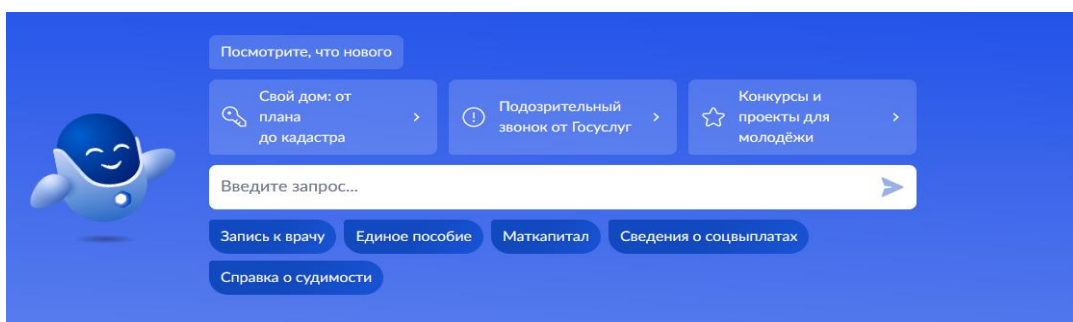 Посмотрите, что нового
Свой дом: от
плана
до кадастра
Подозрительный
звонок от Госуслуг
Конкурсы и
проекты для
молодёжи
Введите запрос...
Запись к врачу
Единое пособие
Маткапитал
Сведения о соцвыплатах
Справка о судимости